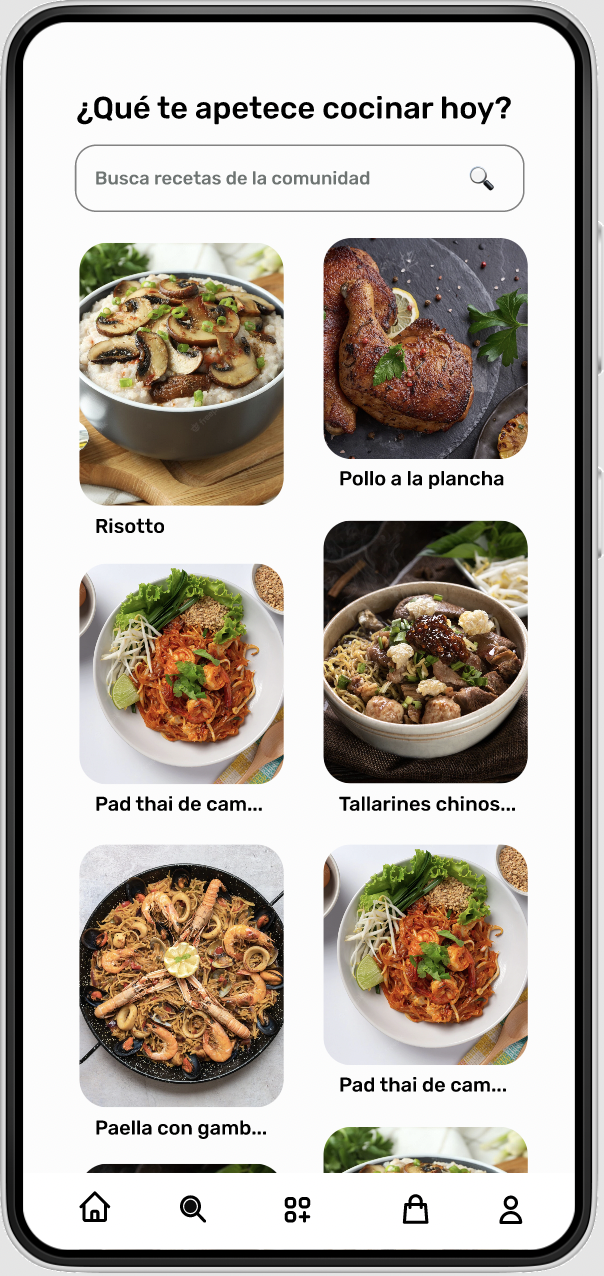 ¿Qué te apetece cocinar hoy?
Busca recetas de la comunidad
Pollo a la plancha
Risotto
Pad thai de cam...
Tallarines chinos...
Pad thai de cam...
Paella con gamb...